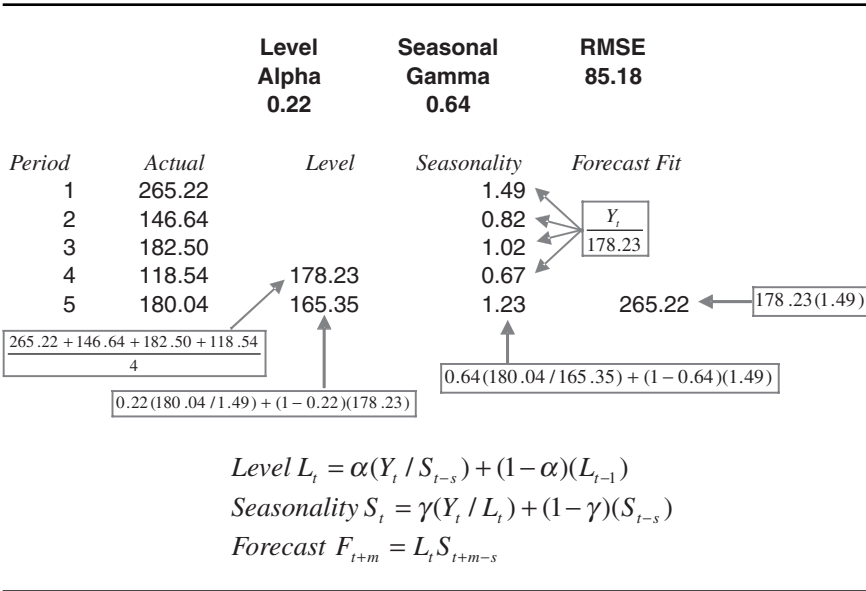 Level Seasonal RMSE
Alpha Gamma 85.18
0.22 0.64
Period Actual Level Seasonality Forecast Fit
1 265.22 1.49
2 146.64 0.82
3 182.50 1.02
4 118.54 178.23 0.67
5 180.04 165.35 1.23 265.22
Y_t
178.23
178.23(1.49)
265.22 + 146.64 + 182.50 + 118.54
4
0.64(180.04 / 165.35) + (1 − 0.64)(1.49)
0.22(180.04 / 1.49) + (1 − 0.22)(178.23)
Level L_t = α(Y_t / S_{t−s}) + (1 − α)(L_{t−1})
Seasonality S_t = γ(Y_t / L_t) + (1 − γ)(S_{t−s})
Forecast F_{t+m} = L_t S_{t+m−s}